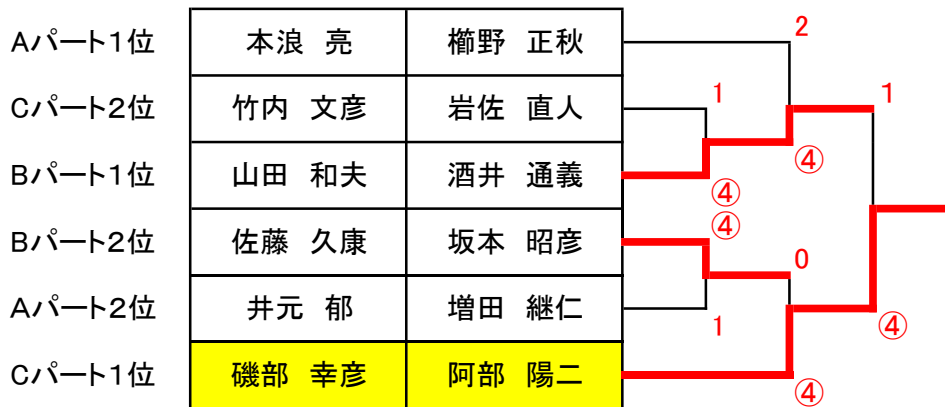 Aパート1位 本浪 亮 櫛野 正秋 2
Cパート2位 竹内 文彦 岩佐 直人 1 1
Bパート1位 山田 和夫 酒井 通義 ④ ④
Bパート2位 佐藤 久康 坂本 昭彦 ④ 0
Aパート2位 井元 郁 増田 継仁 1 ④
Cパート1位 磯部 幸彦 阿部 陽二 ④